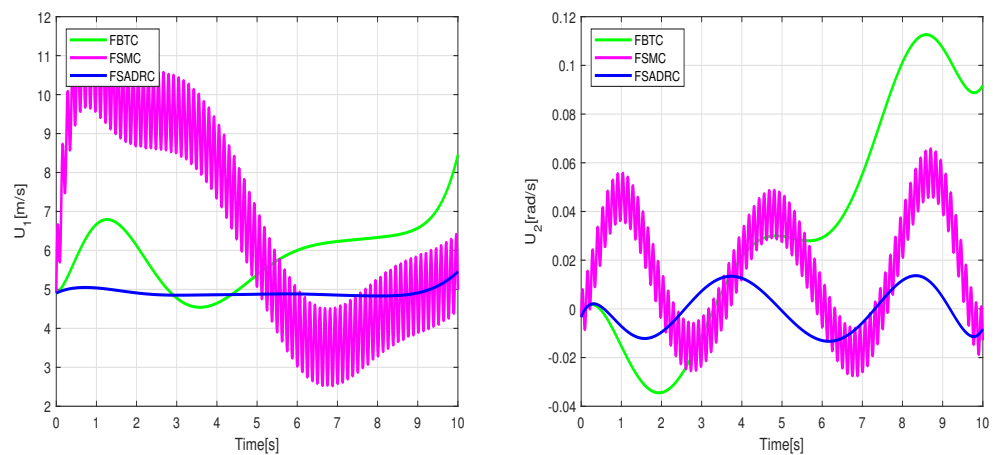 12
11
10
9
8
7
6
5
4
3
2
U1[m/s]
FBTC
FSMC
FSADRC
0 1 2 3 4 5 6 7 8 9 10
Time[s]
0.12
0.1
0.08
0.06
0.04
0.02
0
-0.02
-0.04
U2[rad/s]
FBTC
FSMC
FSADRC
0 1 2 3 4 5 6 7 8 9 10
Time[s]